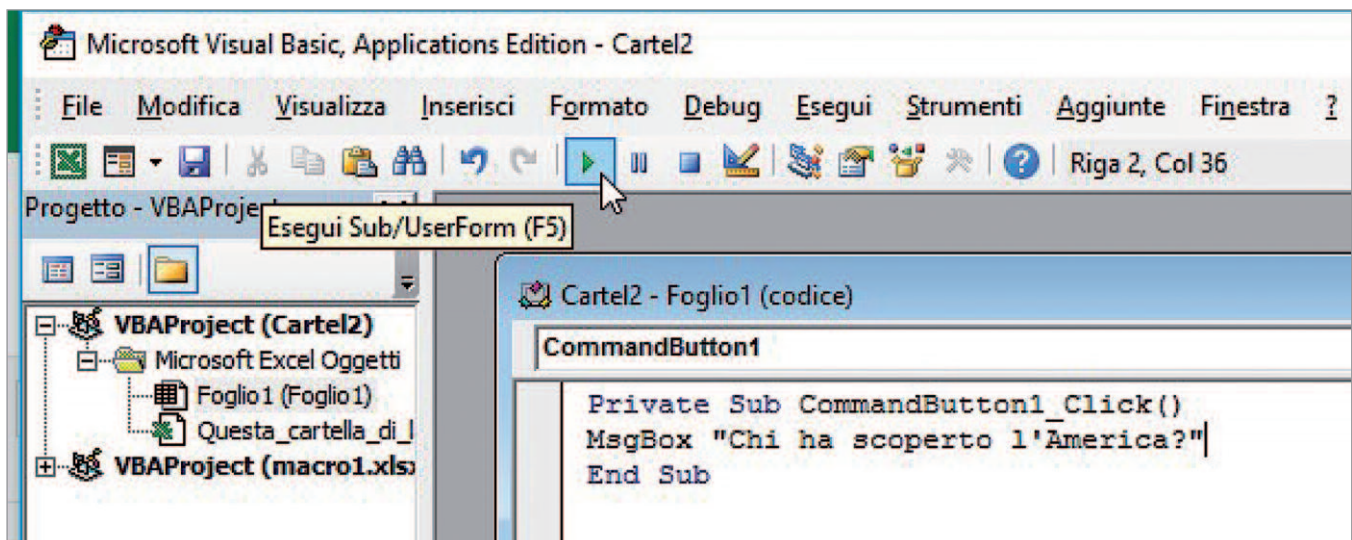 Microsoft Visual Basic, Applications Edition - Cartel2
File Modifica Visualizza Inserisci Formato Debug Esegui Strumenti Aggiunte Finestra ?
Riga 2, Col 36
Progetto - VBAProje
Esegui Sub/UserForm (F5)
Cartel2 - Foglio1 (codice)
VBAProject (Cartel2)
Microsoft Excel Oggetti
Foglio1 (Foglio1)
Questa_cartella_di_l
VBAProject (macro1.xls
CommandButton1
Private Sub CommandButton1_Click()
MsgBox "Chi ha scoperto l'America?"
End Sub